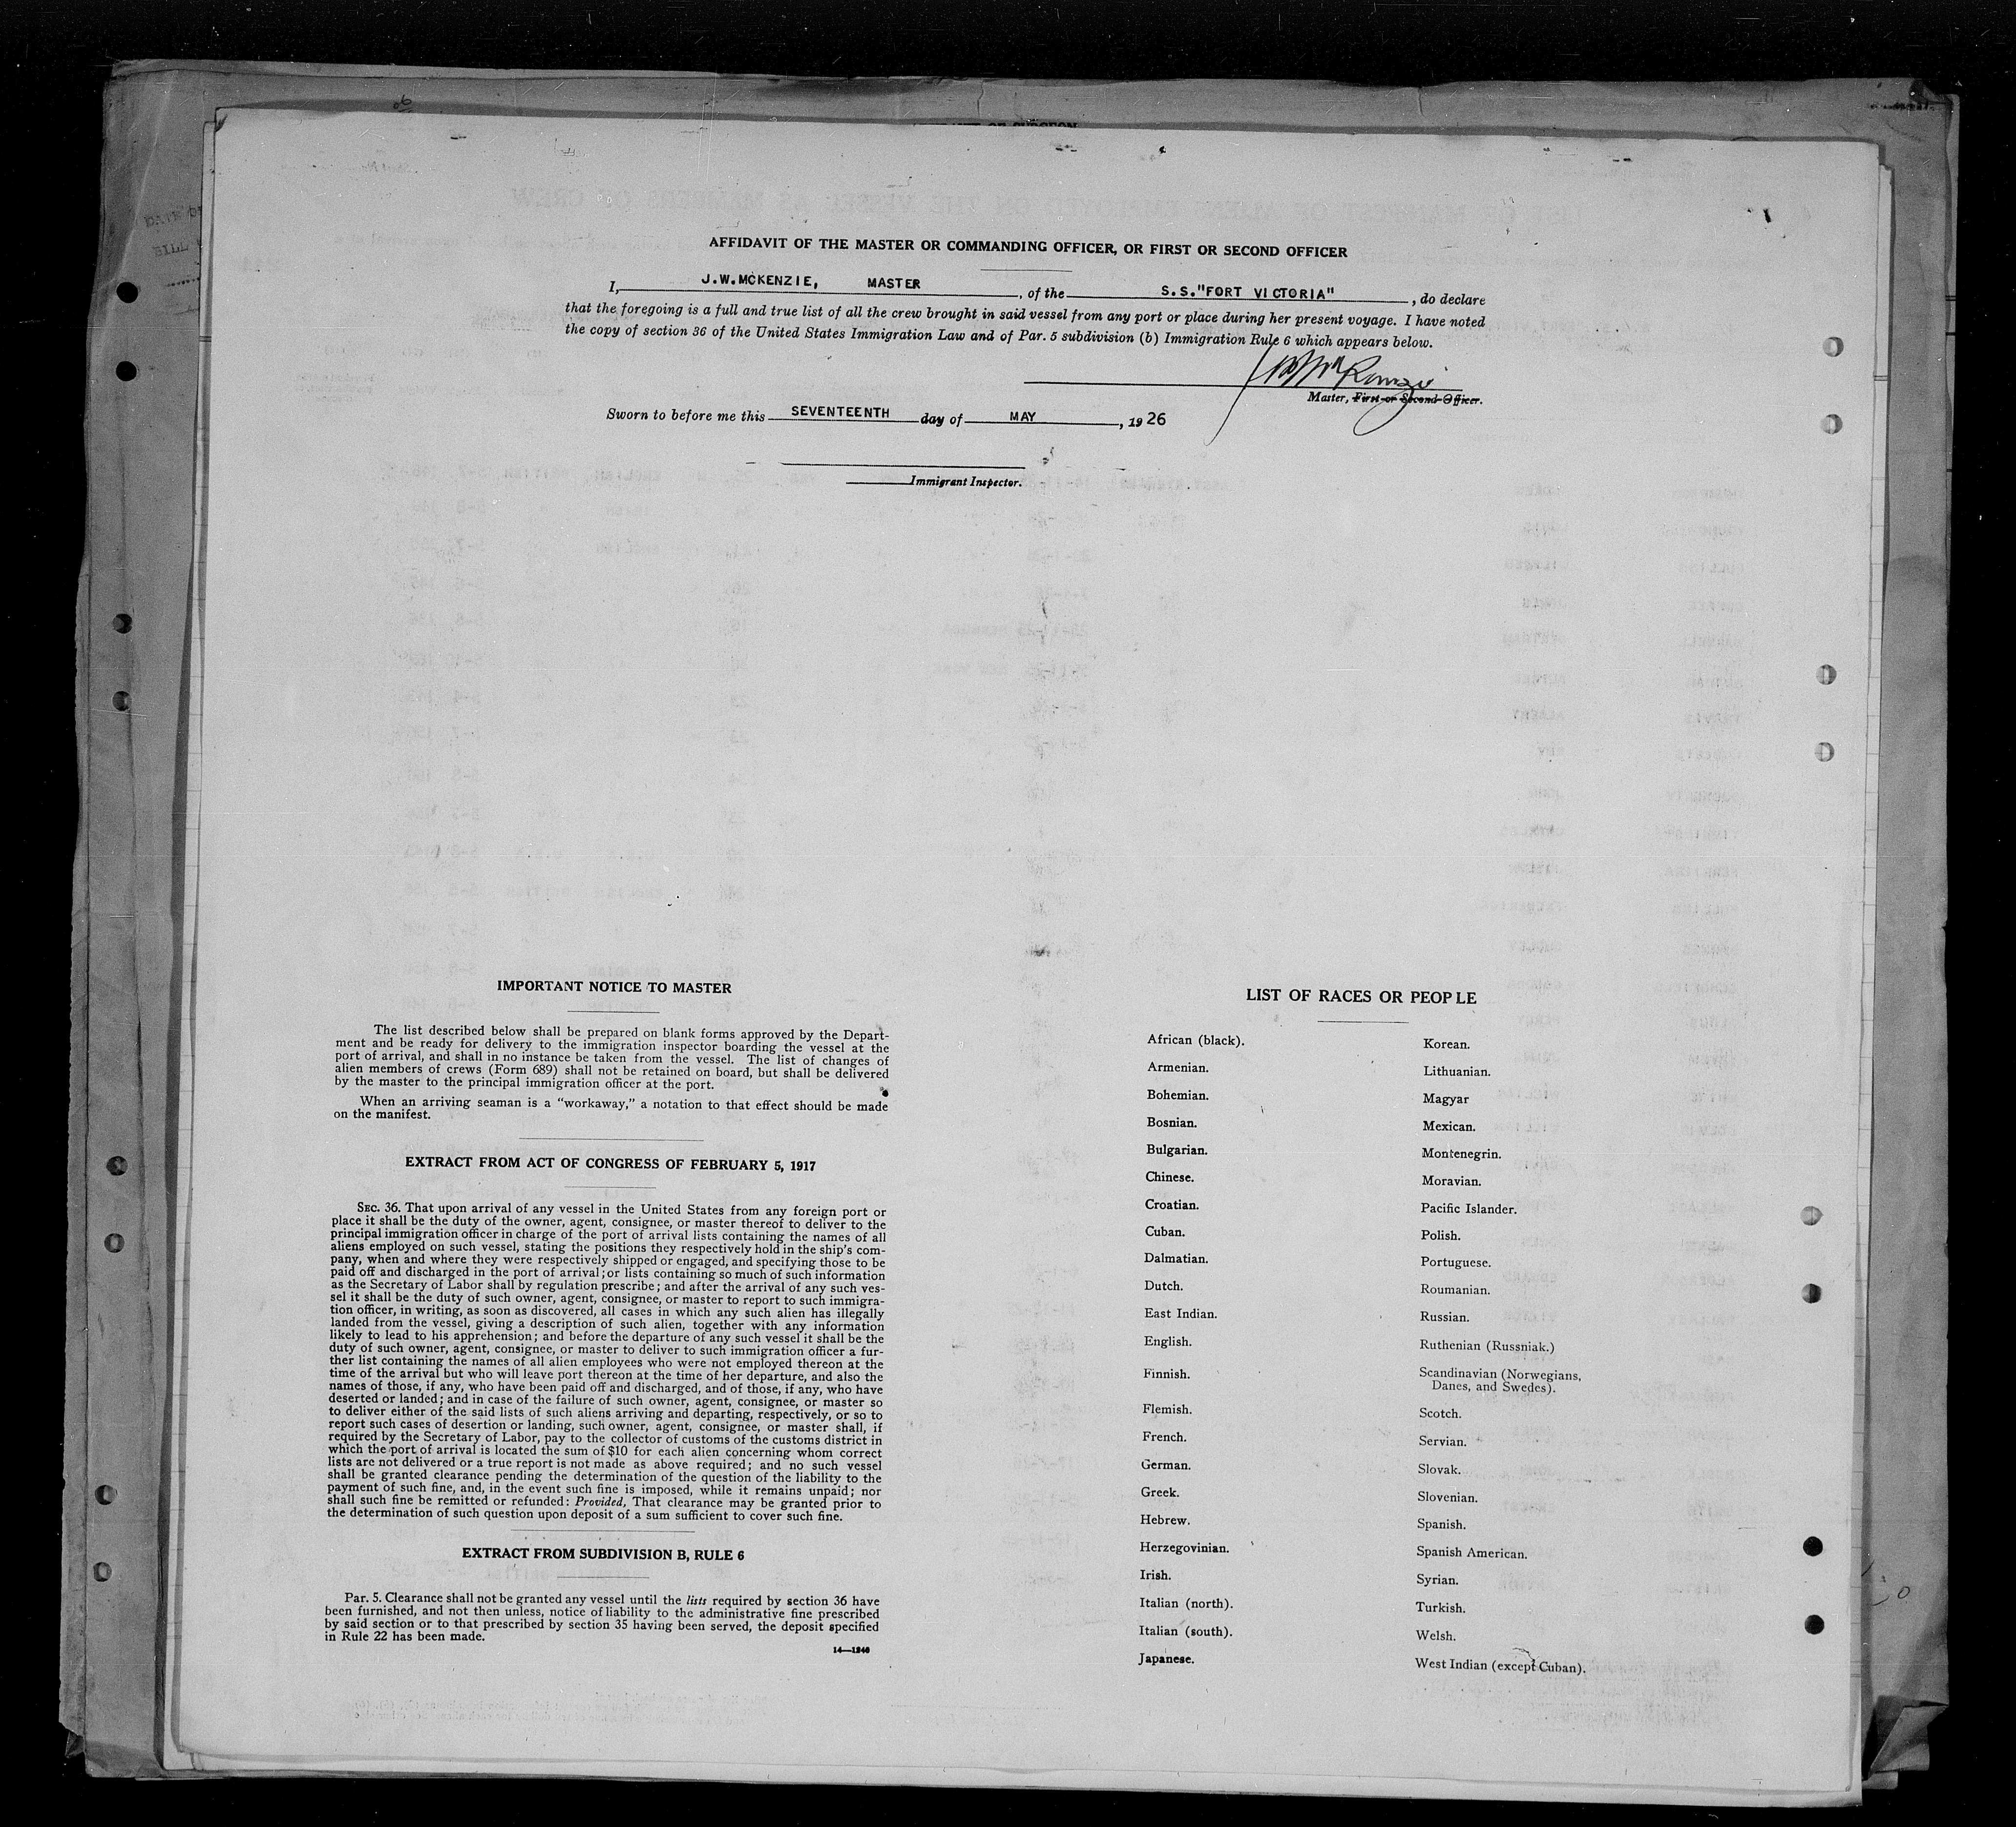 AFFIDAVIT OF THE MASTER OR COMMANDING OFFICER, OR FIRST OR SECOND OFFICER
I, J.W.MCKENZIE, MASTER, of the S.S."FORT VICTORIA", do declare
that the foregoing is a full and true list of all the crew brought in said vessel from any port or place during her present voyage. I have noted
the copy of section 36 of the United States Immigration Law and of Par. 5 subdivision (b) Immigration Rule 6 which appears below.
JWMcKenzie
Master, First or Second Officer.
Sworn to before me this SEVENTEENTH day of MAY, 1926
Immigrant Inspector.
IMPORTANT NOTICE TO MASTER
The list described below shall be prepared on blank forms approved by the Depart-
ment and be ready for delivery to the immigration inspector boarding the vessel at the
port of arrival, and shall in no instance be taken from the vessel. The list of changes of
alien members of crews (Form 689) shall not be retained on board, but shall be delivered
by the master to the principal immigration officer at the port.
When an arriving seaman is a "workaway," a notation to that effect should be made
on the manifest.
EXTRACT FROM ACT OF CONGRESS OF FEBRUARY 5, 1917
SEC. 36. That upon arrival of any vessel in the United States from any foreign port or
place it shall be the duty of the owner, agent, consignee, or master thereof to deliver to the
principal immigration officer in charge of the port of arrival lists containing the names of all
aliens employed on such vessel, stating the positions they respectively hold in the ship's com-
pany, when and where they were respectively shipped or engaged, and specifying those to be
paid off and discharged in the port of arrival; or lists containing so much of such information
as the Secretary of Labor shall by regulation prescribe; and after the arrival of any such ves-
sel it shall be the duty of such owner, agent, consignee, or master to report to such immigra-
tion officer, in writing, as soon as discovered, all cases in which any such alien has illegally
landed from the vessel, giving a description of such alien, together with any information
likely to lead to his apprehension; and before the departure of any such vessel it shall be the
duty of such owner, agent, consignee, or master to deliver to such immigration officer a fur-
ther list containing the names of all alien employees who were not employed thereon at the
time of the arrival but who will leave port thereon at the time of her departure, and also the
names of those, if any, who have been paid off and discharged, and of those, if any, who have
deserted or landed; and in case of the failure of such owner, agent, consignee, or master so
to deliver either of the said lists of such aliens arriving and departing, respectively, or so to
report such cases of desertion or landing, such owner, agent, consignee, or master shall, if
required by the Secretary of Labor, pay to the collector of customs of the customs district in
which the port of arrival is located the sum of $10 for each alien concerning whom correct
lists are not delivered or a true report is not made as above required; and no such vessel
shall be granted clearance pending the determination of the question of the liability to the
payment of such fine, and, in the event such fine is imposed, while it remains unpaid; nor
shall such fine be remitted or refunded: Provided, That clearance may be granted prior to
the determination of such question upon deposit of a sum sufficient to cover such fine.
EXTRACT FROM SUBDIVISION B, RULE 6
Par. 5. Clearance shall not be granted any vessel until the lists required by section 36 have
been furnished, and not then unless, notice of liability to the administrative fine prescribed
by said section or to that prescribed by section 35 having been served, the deposit specified
in Rule 22 has been made.
14—1240
LIST OF RACES OR PEOPLE
African (black).
Armenian.
Bohemian.
Bosnian.
Bulgarian.
Chinese.
Croatian.
Cuban.
Dalmatian.
Dutch.
East Indian.
English.
Finnish.
Flemish.
French.
German.
Greek.
Hebrew.
Herzegovinian.
Irish.
Italian (north).
Italian (south).
Japanese.
Korean.
Lithuanian.
Magyar
Mexican.
Montenegrin.
Moravian.
Pacific Islander.
Polish.
Portuguese.
Roumanian.
Russian.
Ruthenian (Russniak.)
Scandinavian (Norwegians,
Danes, and Swedes).
Scotch.
Servian.
Slovak.
Slovenian.
Spanish.
Spanish American.
Syrian.
Turkish.
Welsh.
West Indian (except Cuban).